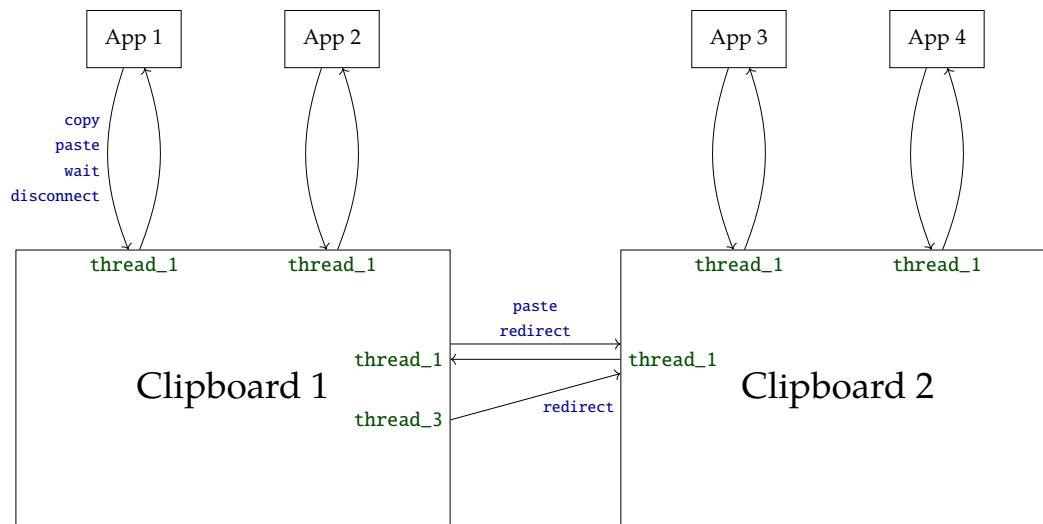 App 1
App 2
App 3
App 4
copy
paste
wait
disconnect
thread_1
thread_1
thread_1
thread_1
paste
redirect
thread_1
thread_1
Clipboard 1
Clipboard 2
redirect
thread_3